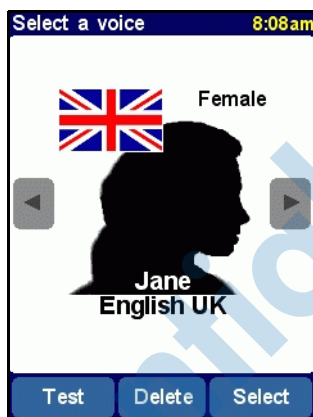 Select a voice 8:08am
Female
Jane
English UK
Test Delete Select